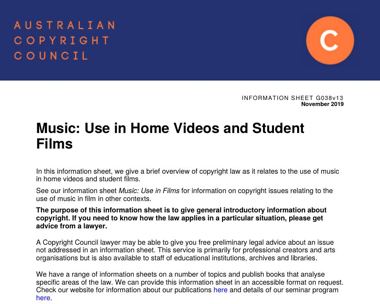 AUSTRALIAN
COPYRIGHT
COUNCIL
C
INFORMATION SHEET G038v13
November 2019
Music: Use in Home Videos and Student
Films
In this information sheet, we give a brief overview of copyright law as it relates to the use of music
in home videos and student films.
See our information sheet Music: Use in Films for information on copyright issues relating to the
use of music in film in other contexts.
The purpose of this information sheet is to give general introductory information about
copyright. If you need to know how the law applies in a particular situation, please get
advice from a lawyer.
A Copyright Council lawyer may be able to give you free preliminary legal advice about an issue
not addressed in an information sheet. This service is primarily for professional creators and arts
organisations but is also available to staff of educational institutions, archives and libraries.
We have a range of information sheets on a number of topics and publish books that analyse
specific areas of the law. We can provide this information sheet in an accessible format on request.
Check our website for information about our publications here and details of our seminar program
here.